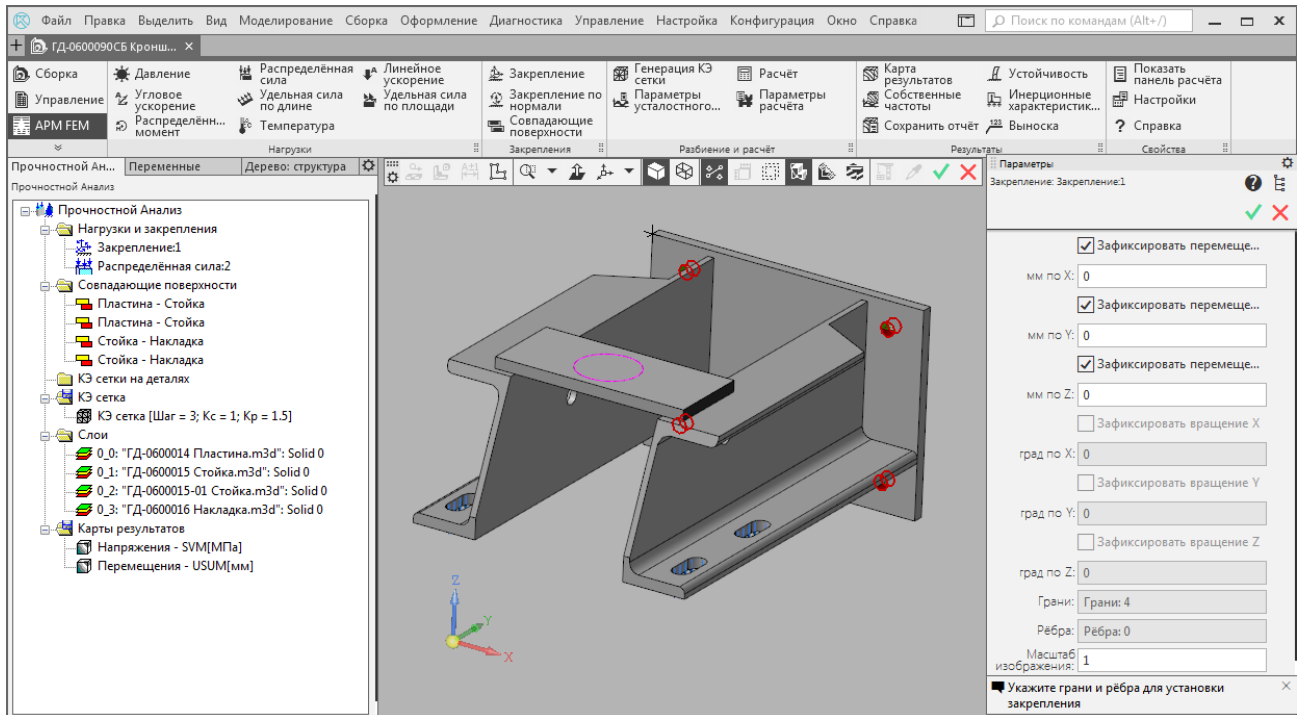 Файл Правка Выделить Вид Моделирование Сборка Оформление Диагностика Управление Настройка Конфигурация Окно Справка
Поиск по командам (Alt+/)
ГД-0600090СБ Кронш...
Сборка
Управление
APM FEM
Давление
Угловое
ускорение
Распределённ...
момент
Распределённая
сила
Удельная сила
по длине
Температура
Линейное
ускорение
Удельная сила
по площади
Нагрузки
Закрепление
Закрепление по
нормали
Совпадающие
поверхности
Закрепления
Генерация КЭ
сетки
Параметры
усталостного...
Расчёт
Параметры
расчёта
Разбиение и расчёт
Карта
результатов
Собственные
частоты
Сохранить отчёт
Устойчивость
Инерционные
характеристик...
Выноска
Результаты
Показать
панель расчёта
Настройки
Справка
Свойства
Прочностной Ан...
Переменные
Дерево: структура
Прочностной Анализ
Прочностной Анализ
Нагрузки и закрепления
Закрепление:1
Распределённая сила:2
Совпадающие поверхности
Пластина - Стойка
Пластина - Стойка
Стойка - Накладка
Стойка - Накладка
КЭ сетки на деталях
КЭ сетка
КЭ сетка [Шаг = 3; Кс = 1; Кр = 1.5]
Слои
0_0: "ГД-0600014 Пластина.m3d": Solid 0
0_1: "ГД-0600015 Стойка.m3d": Solid 0
0_2: "ГД-0600015-01 Стойка.m3d": Solid 0
0_3: "ГД-0600016 Накладка.m3d": Solid 0
Карты результатов
Напряжения - SVM[МПа]
Перемещения - USUM[мм]
Z
Y
X
Параметры
Закрепление: Закрепление:1
Зафиксировать перемеще...
мм по X: 0
Зафиксировать перемеще...
мм по Y: 0
Зафиксировать перемеще...
мм по Z: 0
Зафиксировать вращение X
град по X: 0
Зафиксировать вращение Y
град по Y: 0
Зафиксировать вращение Z
град по Z: 0
Грани: Грани: 4
Рёбра: Рёбра: 0
Масштаб
изображения: 1
Укажите грани и рёбра для установки
закрепления